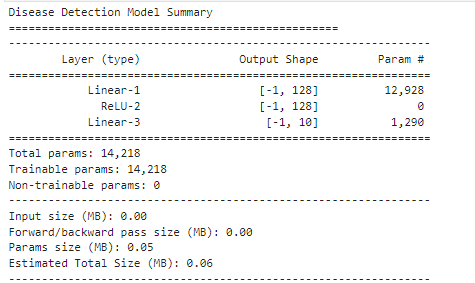 Disease Detection Model Summary
==================================================
----------------------------------------------------------------
Layer (type) Output Shape Param #
================================================================
Linear-1 [-1, 128] 12,928
ReLU-2 [-1, 128] 0
Linear-3 [-1, 10] 1,290
================================================================
Total params: 14,218
Trainable params: 14,218
Non-trainable params: 0
----------------------------------------------------------------
Input size (MB): 0.00
Forward/backward pass size (MB): 0.00
Params size (MB): 0.05
Estimated Total Size (MB): 0.06
----------------------------------------------------------------